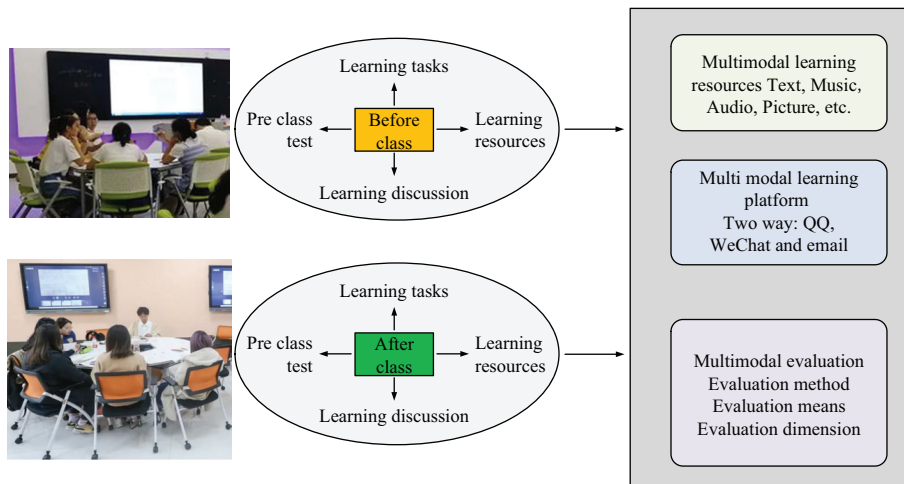 Learning tasks
Pre class
test
Before
class
Learning
resources
Learning discussion
Learning tasks
Pre class
test
After
class
Learning
resources
Learning discussion
Multimodal learning
resources Text, Music,
Audio, Picture, etc.
Multi modal learning
platform
Two way: QQ,
WeChat and email
Multimodal evaluation
Evaluation method
Evaluation means
Evaluation dimension